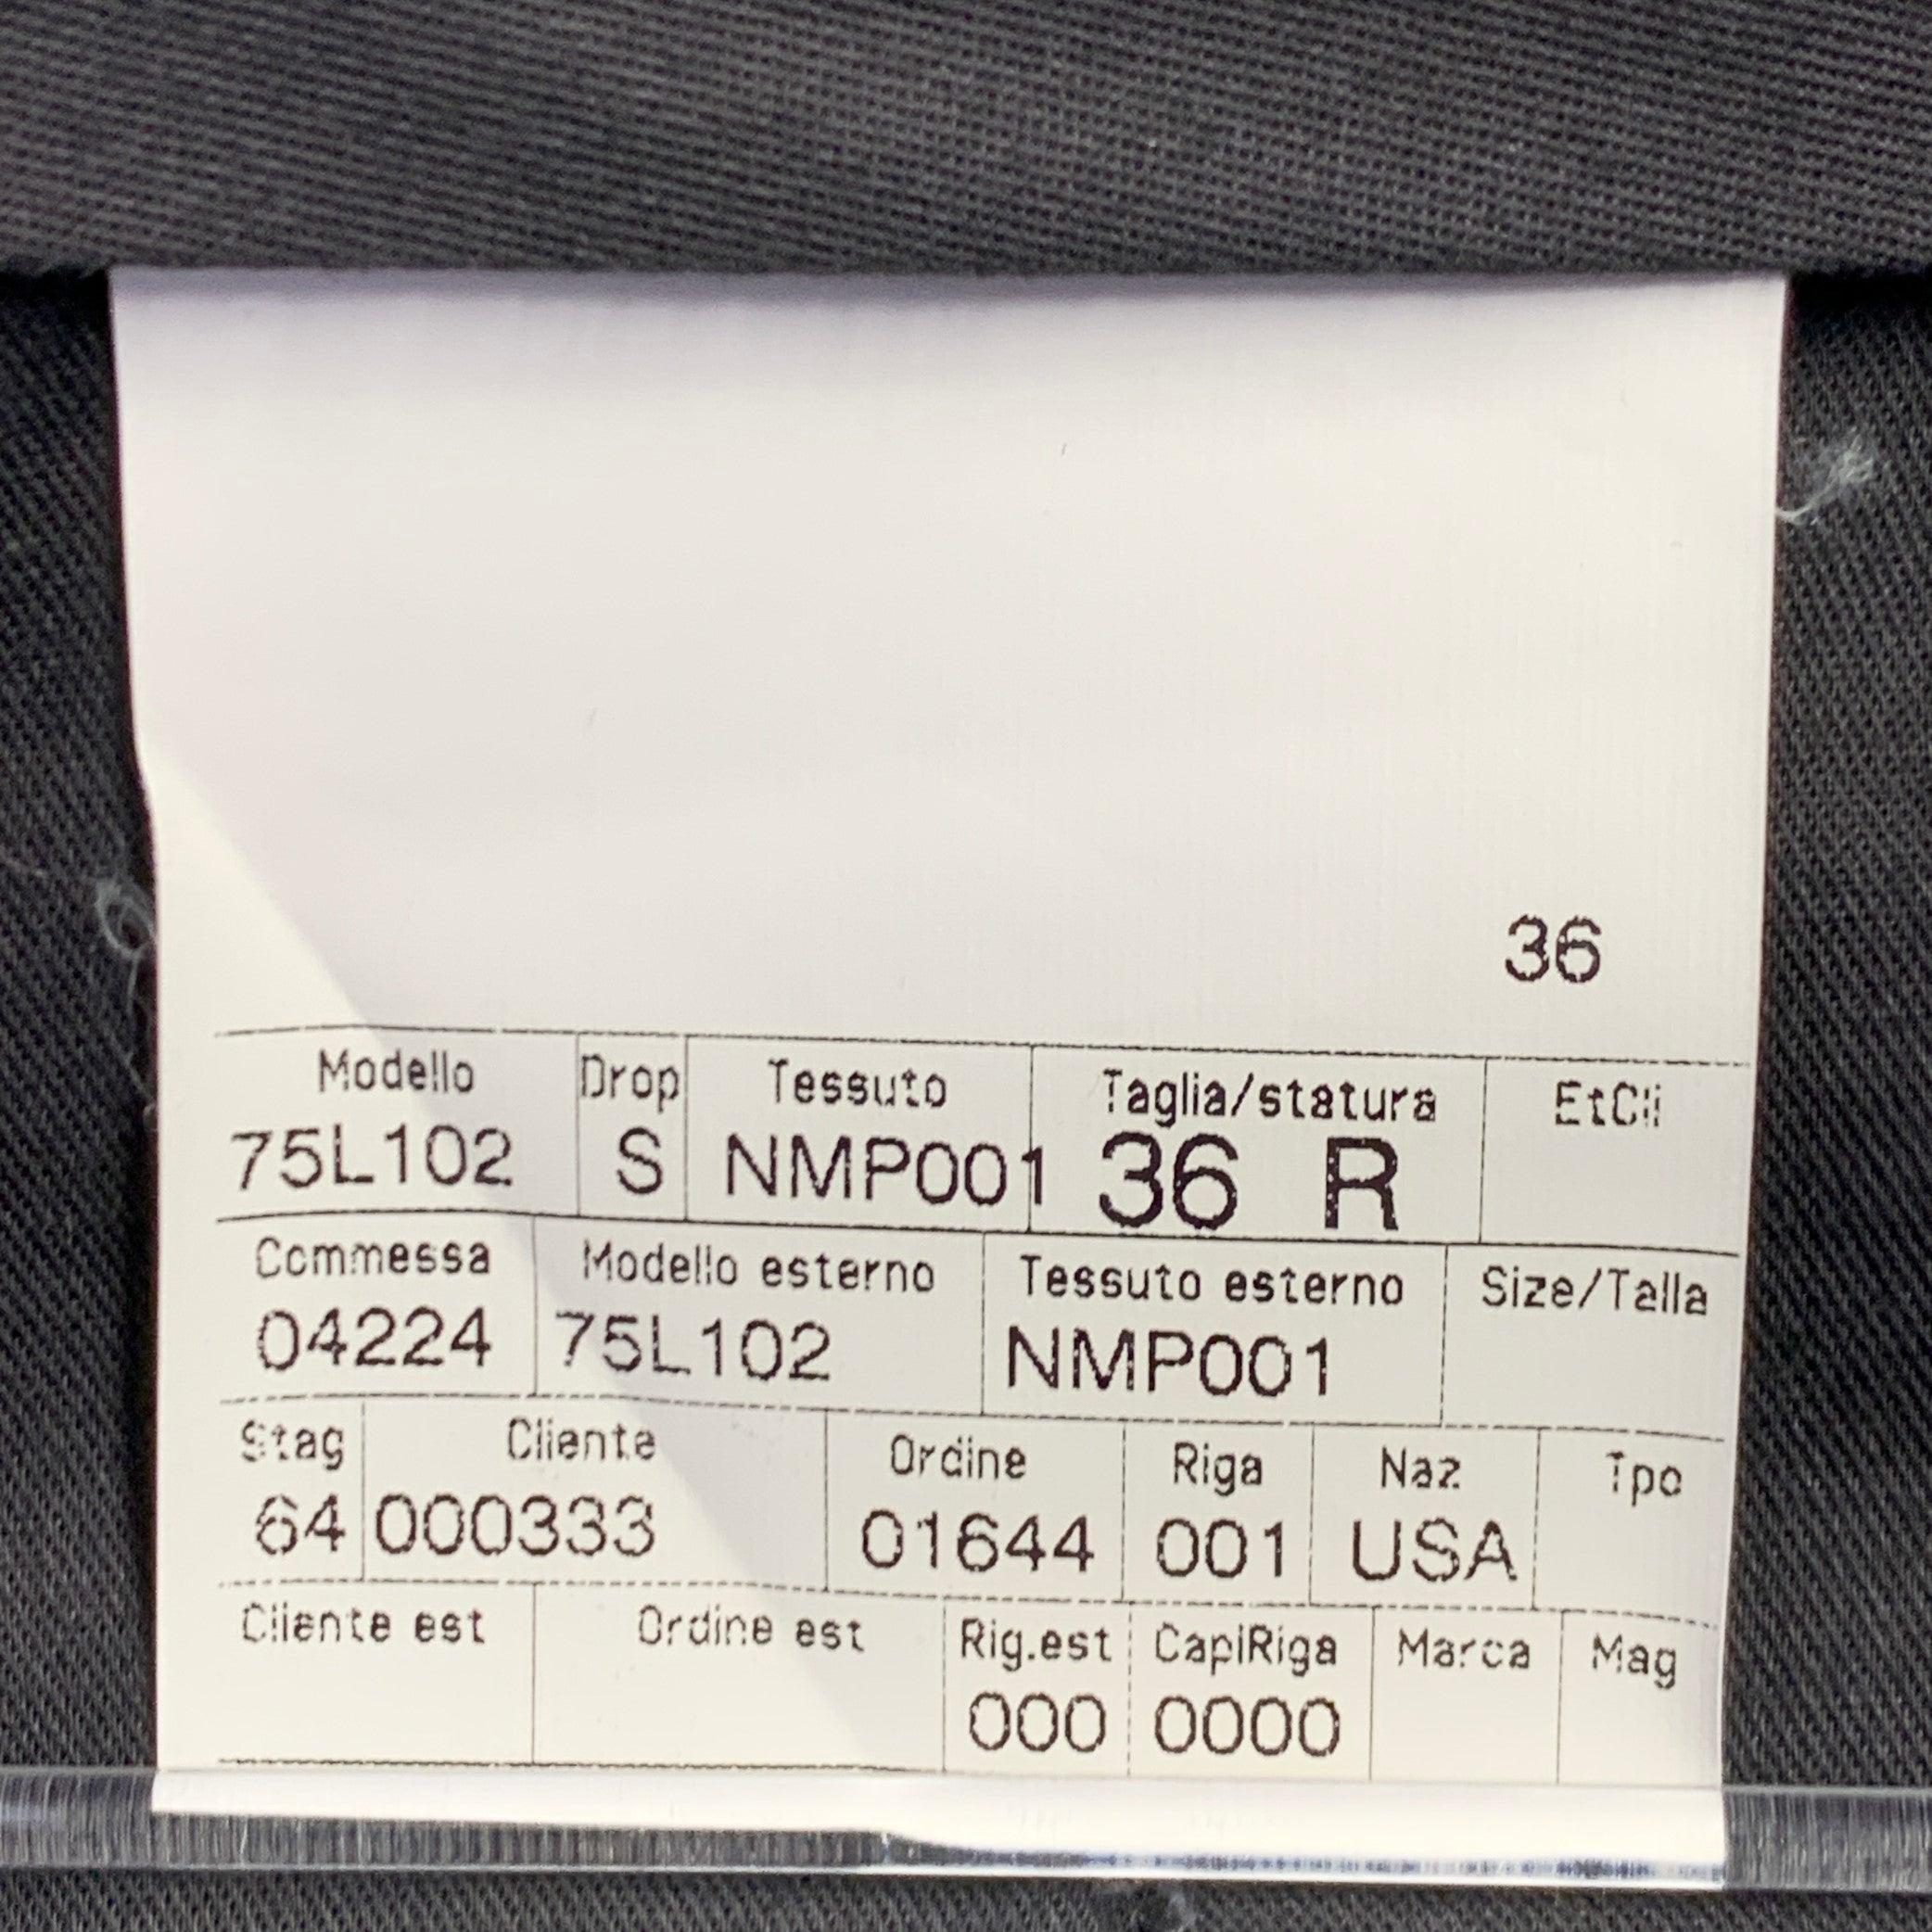 36
Modello Drop Tessuto Taglia/statura EtCli
75L102 S NMP001 36 R
Commessa Modello esterno Tessuto esterno Size/Talla
04224 75L102 NMP001
Stag Cliente Ordine Riga Naz Tpo
64 000333 01644 001 USA
Cliente est Ordine est Rig.est CapiRiga Marca Mag
000 0000